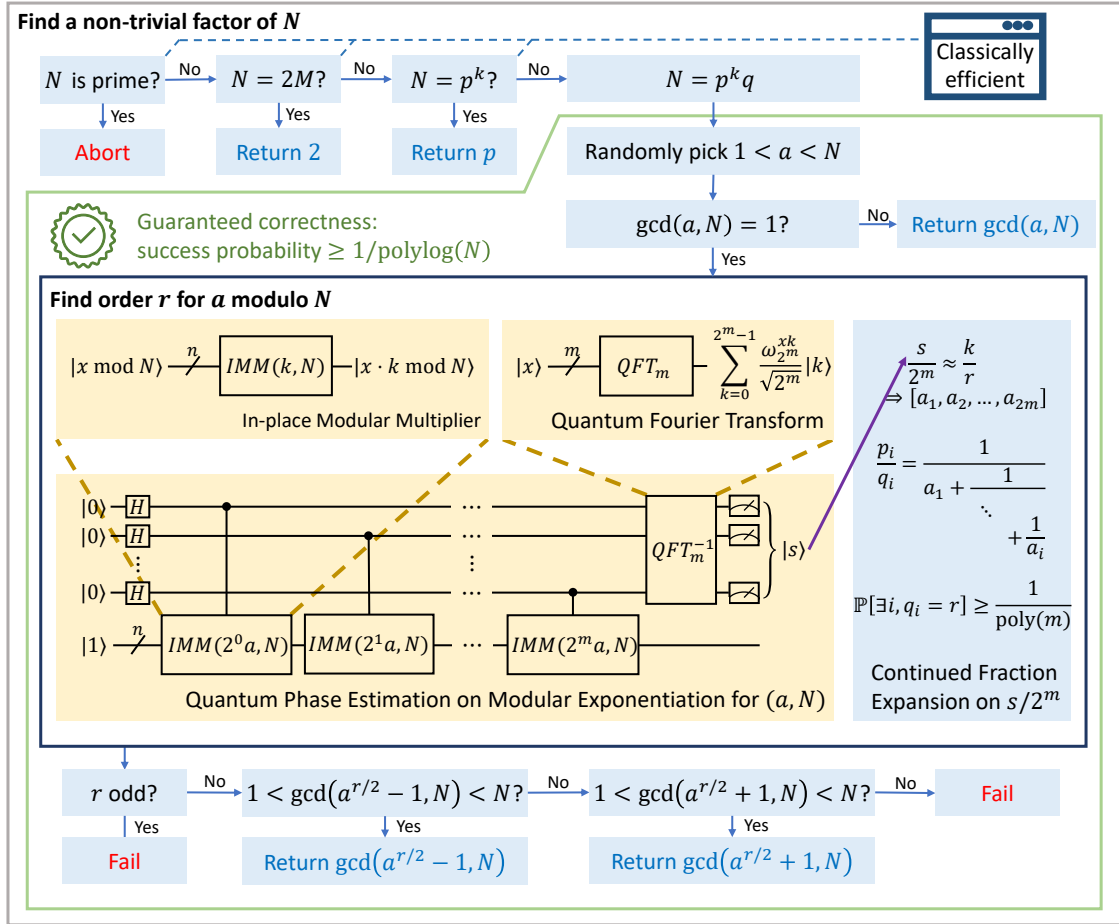 Find a non-trivial factor of N
Classically
efficient
N is prime?
No
N = 2M?
No
N = p^k?
No
N = p^k q
Yes
Yes
Yes
Abort
Return 2
Return p
Randomly pick 1 < a < N
Guaranteed correctness:
success probability ≥ 1/polylog(N)
gcd(a, N) = 1?
No
Return gcd(a, N)
Yes
Find order r for a modulo N
|x mod N⟩
n
IMM(k, N)
|x · k mod N⟩
In-place Modular Multiplier
|x⟩
m
QFT_m
∑_{k=0}^{2^m−1} ω_{2^m}^{xk}/√2^m |k⟩
Quantum Fourier Transform
s/2^m ≈ k/r
⇒ [a_1, a_2, …, a_{2m}]
p_i/q_i = 1/(a_1 + 1/(⋱ + 1/a_i))
ℙ[∃i, q_i = r] ≥ 1/poly(m)
Continued Fraction
Expansion on s/2^m
|0⟩
H
⋯
|0⟩
H
⋯
⋮
⋮
|0⟩
H
⋯
QFT_m^{−1}
|s⟩
|1⟩
n
IMM(2^0 a, N)
IMM(2^1 a, N)
⋯
IMM(2^m a, N)
Quantum Phase Estimation on Modular Exponentiation for (a, N)
r odd?
No
1 < gcd(a^{r/2} − 1, N) < N?
No
1 < gcd(a^{r/2} + 1, N) < N?
No
Fail
Yes
Yes
Yes
Fail
Return gcd(a^{r/2} − 1, N)
Return gcd(a^{r/2} + 1, N)